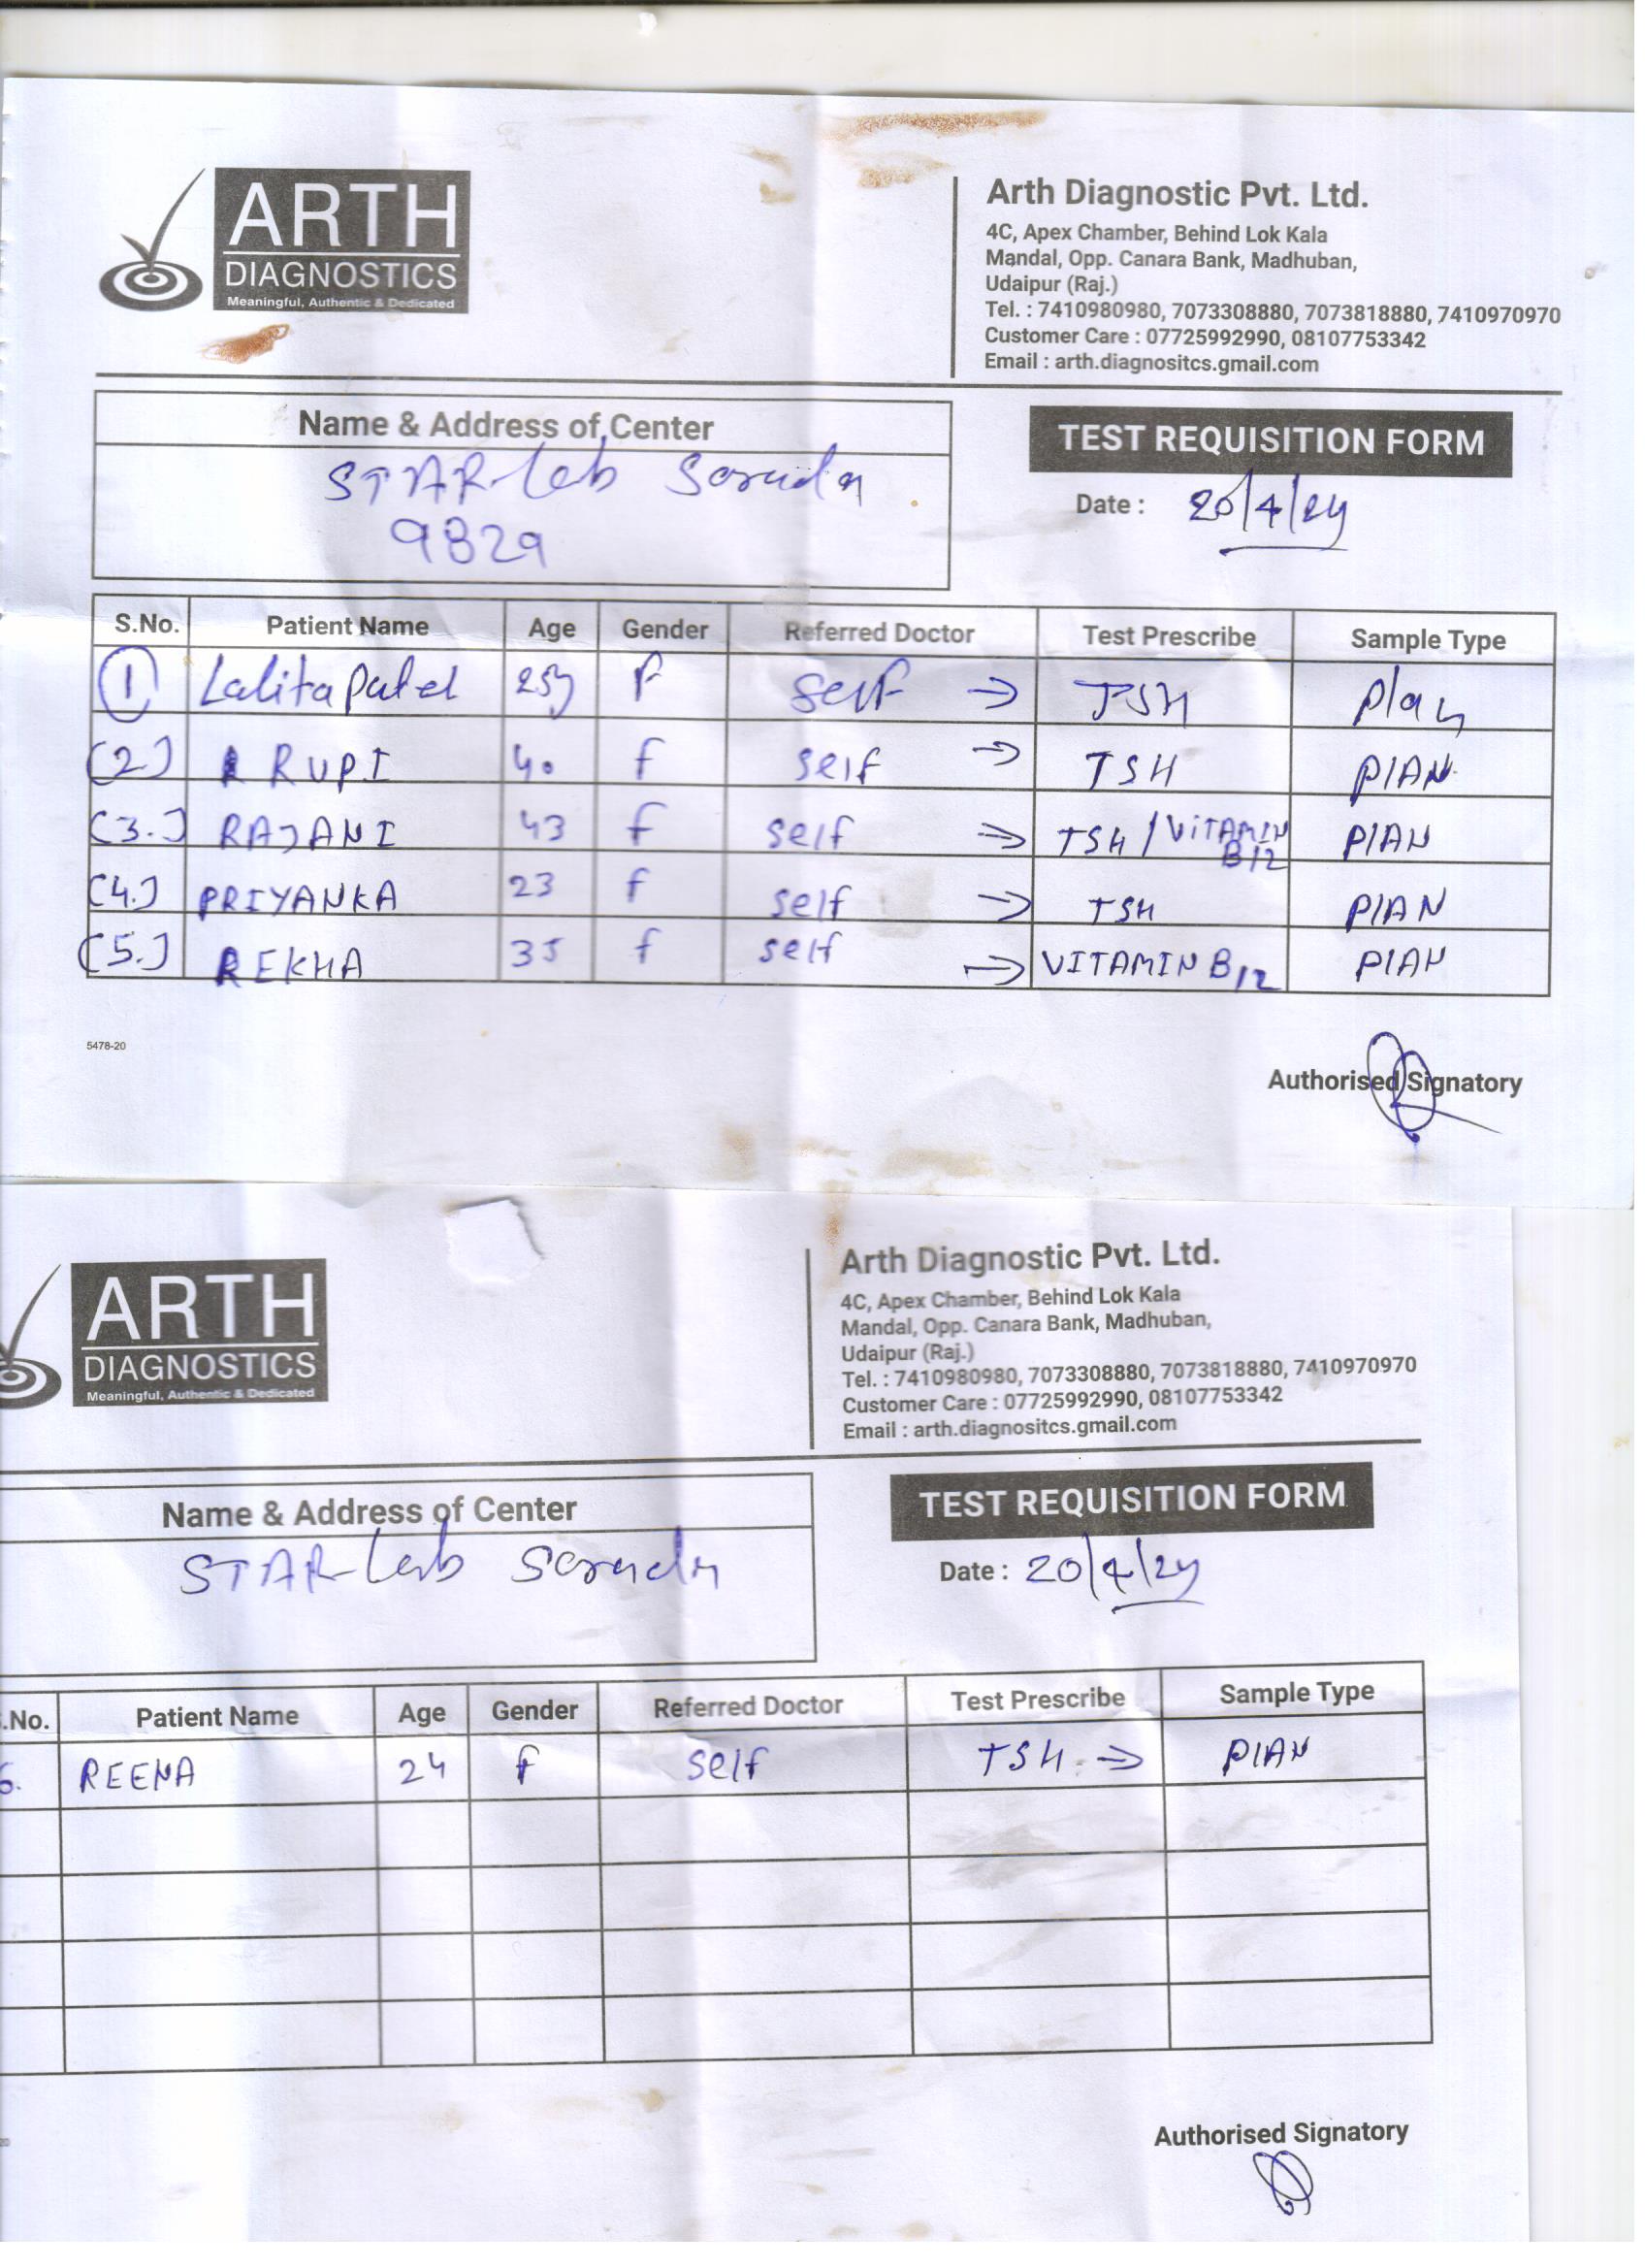 ARTH
DIAGNOSTICS
Meaningful, Authentic & Dedicated
Arth Diagnostic Pvt. Ltd.
4C, Apex Chamber, Behind Lok Kala
Mandal, Opp. Canara Bank, Madhuban,
Udaipur (Raj.)
Tel. : 7410980980, 7073308880, 7073818880, 7410970970
Customer Care : 07725992990, 08107753342
Email : arth.diagnositcs.gmail.com
Name & Address of Center
TEST REQUISITION FORM
STAR Lab
9829
Date : 20/4/24
S.No. Patient Name Age Gender Referred Doctor Test Prescribe Sample Type
1 Lalita Patel 25y F self → TSH plan
(2.) RUPI 40 f self → TSH PlAN
(3.) RAJANI 43 f self → TSH / VITAMIN B12 PlAN
(4.) PRIYANKA 23 f self → TSH PlAN
(5.) REKHA 35 f self → VITAMIN B12 PlAN
5478-20
Authorised Signatory
ARTH
DIAGNOSTICS
Meaningful, Authentic & Dedicated
Arth Diagnostic Pvt. Ltd.
4C, Apex Chamber, Behind Lok Kala
Mandal, Opp. Canara Bank, Madhuban,
Udaipur (Raj.)
Tel. : 7410980980, 7073308880, 7073818880, 7410970970
Customer Care : 07725992990, 08107753342
Email : arth.diagnositcs.gmail.com
Name & Address of Center
TEST REQUISITION FORM
STAR Lab
Date : 20/4/24
.No. Patient Name Age Gender Referred Doctor Test Prescribe Sample Type
6. REENA 24 f self TSH → PlAN
20
Authorised Signatory